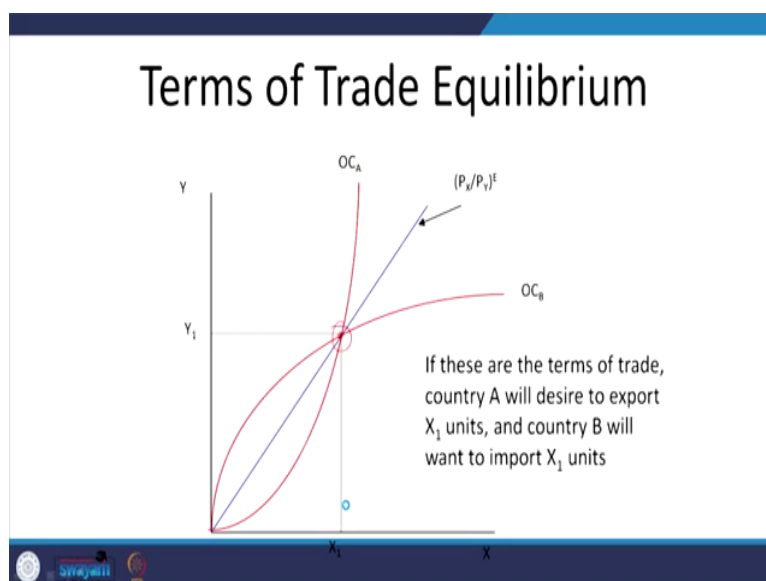 Terms of Trade Equilibrium
OC_A
Y
(P_X/P_Y)^E
OC_B
Y_1
If these are the terms of trade,
country A will desire to export
X_1 units, and country B will
want to import X_1 units
X_1
X
swayam